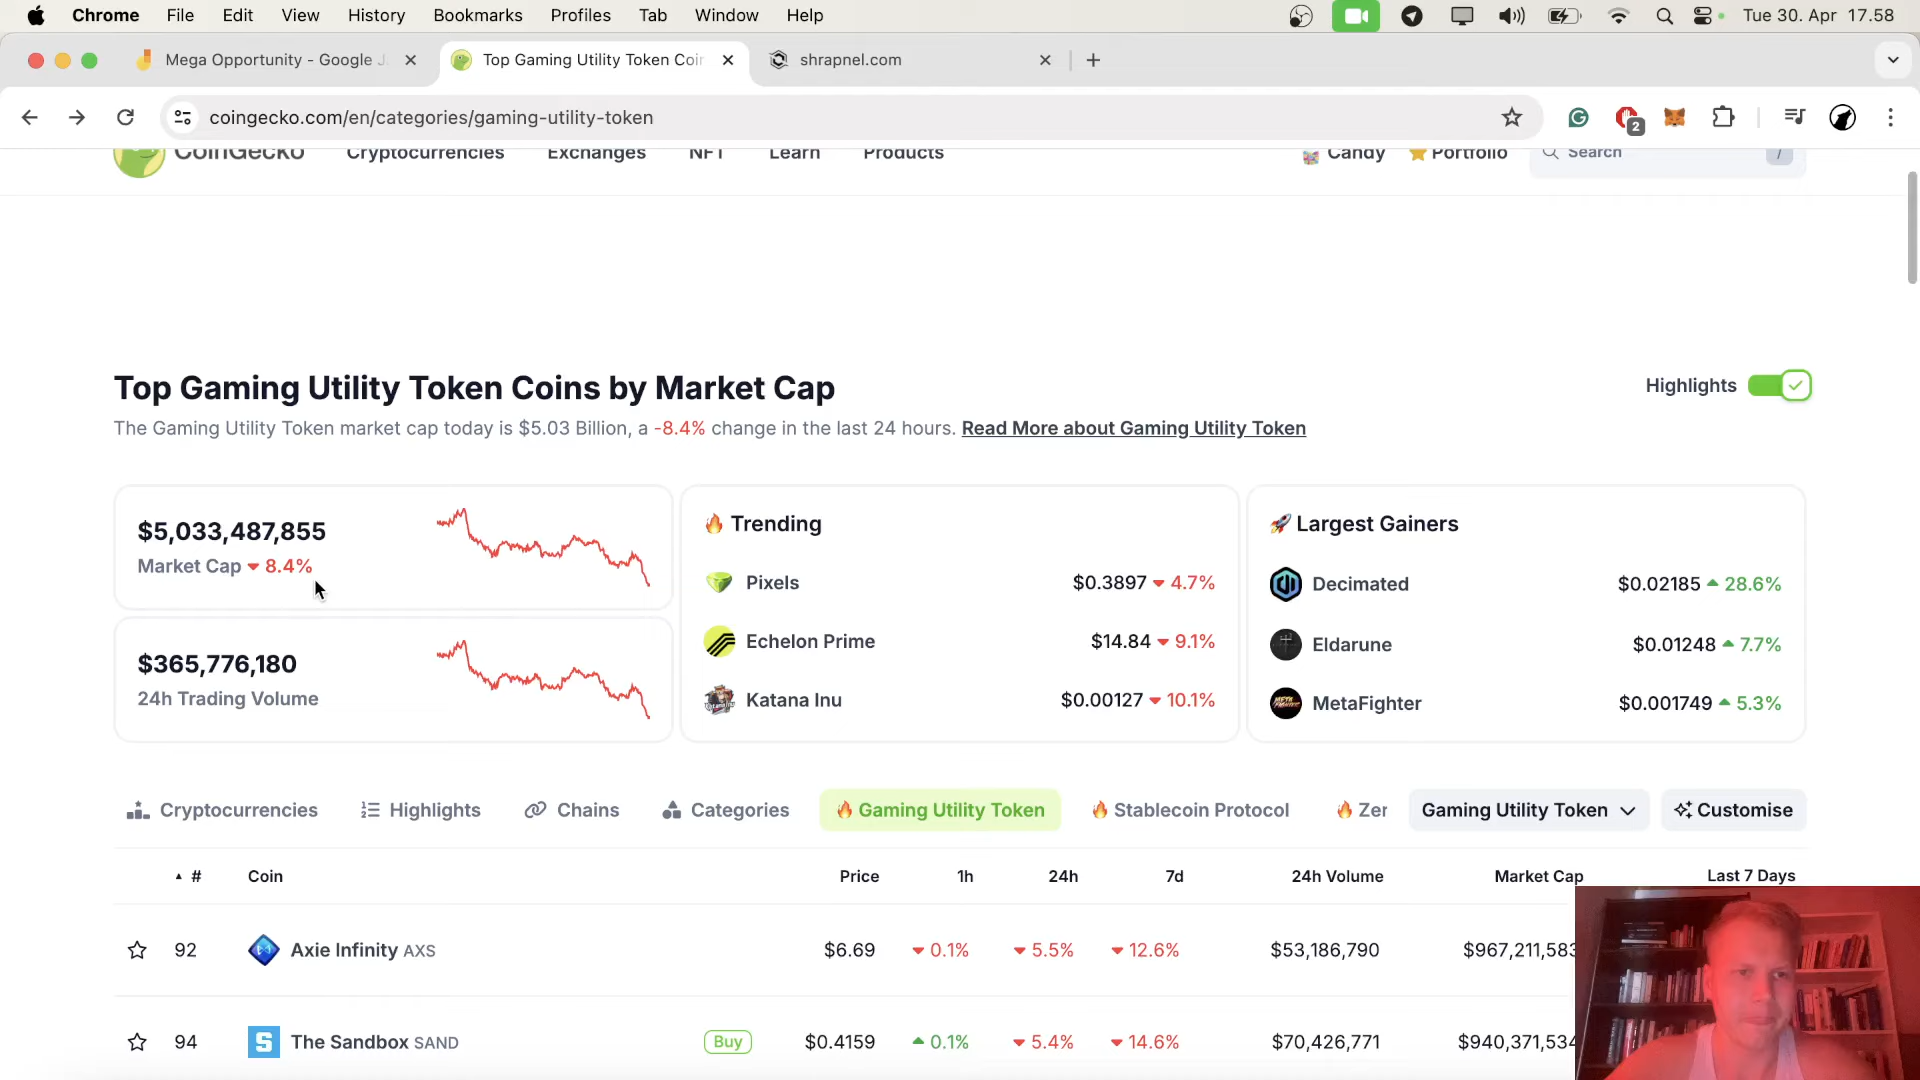 Chrome File Edit View History Bookmarks Profiles Tab Window Help Tue 30. Apr 17.58
Mega Opportunity - Google J Top Gaming Utility Token Coin shrapnel.com
coingecko.com/en/categories/gaming-utility-token 2
CoinGecko Cryptocurrencies Exchanges NFT Learn Products Candy Portfolio Search /
Top Gaming Utility Token Coins by Market Cap Highlights
The Gaming Utility Token market cap today is $5.03 Billion, a -8.4% change in the last 24 hours. Read More about Gaming Utility Token
$5,033,487,855
Market Cap 8.4%
$365,776,180
24h Trading Volume
Trending
Pixels $0.3897 4.7%
Echelon Prime $14.84 9.1%
Katana Inu $0.00127 10.1%
Largest Gainers
Decimated $0.02185 28.6%
Eldarune $0.01248 7.7%
MetaFighter $0.001749 5.3%
Cryptocurrencies Highlights Chains Categories Gaming Utility Token Stablecoin Protocol Zer Gaming Utility Token Customise
# Coin Price 1h 24h 7d 24h Volume Market Cap Last 7 Days
92 Axie Infinity AXS $6.69 0.1% 5.5% 12.6% $53,186,790 $967,211,583
94 The Sandbox SAND Buy $0.4159 0.1% 5.4% 14.6% $70,426,771 $940,371,534